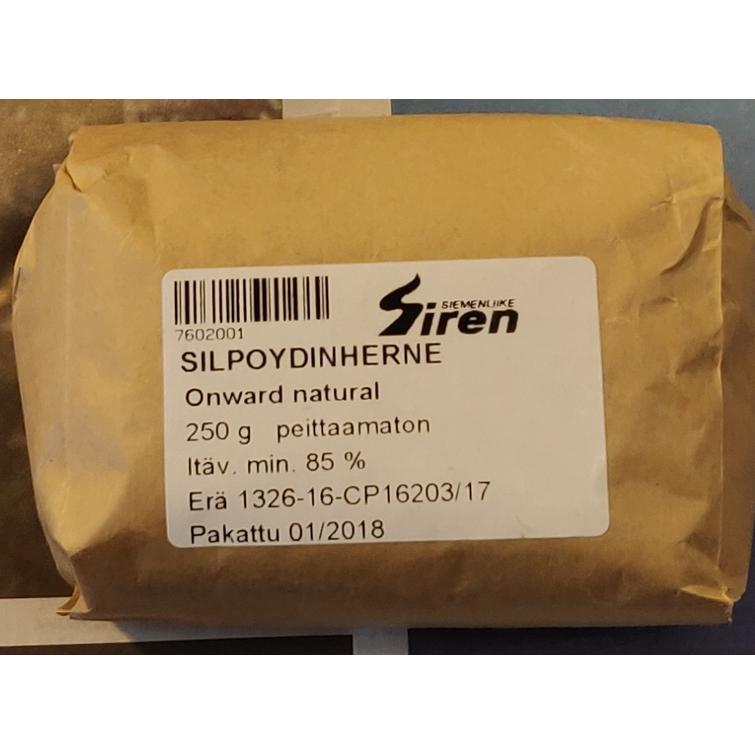 7602001
SIEMENLIIKE
Siren
SILPOYDINHERNE
Onward natural
250 g peittaamaton
Itäv. min. 85 %
Erä 1326-16-CP16203/17
Pakattu 01/2018